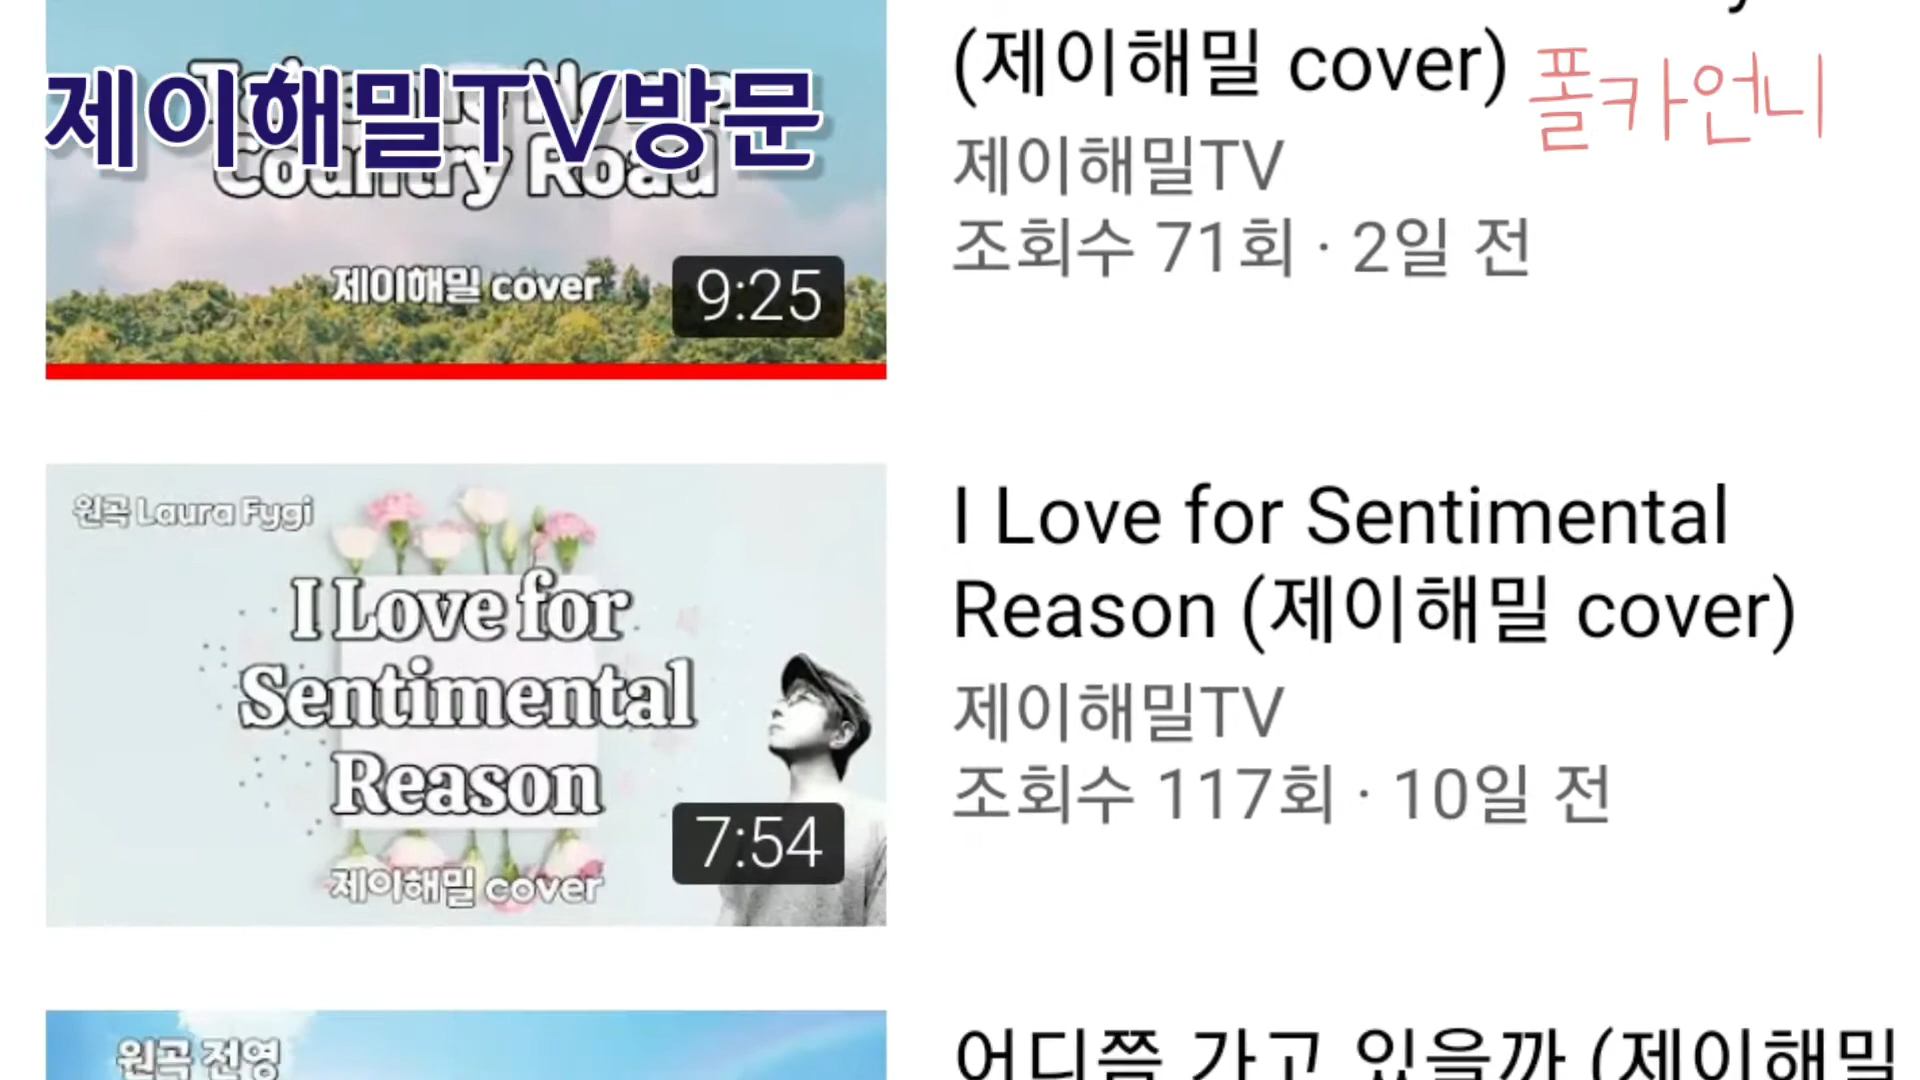 (제이해밀 cover)
폴카언니
제이해밀TV방문
Country Road
제이해밀TV
조회수 71회 · 2일 전
제이해밀 cover
9:25
원곡 Laura Fygi
I Love for
Sentimental
Reason
제이해밀 cover
7:54
I Love for Sentimental
Reason (제이해밀 cover)
제이해밀TV
조회수 117회 · 10일 전
원곡 전영
어디쯤 가고 있을까 (제이해밀